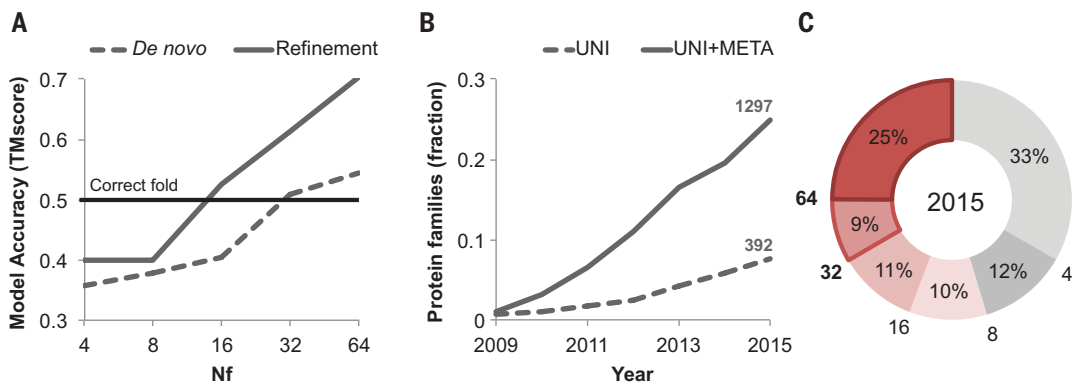 A
De novo
Refinement
0.7
0.6
0.5
0.4
0.3
Correct fold
Model Accuracy (TMscore)
4
8
16
32
64
Nf
B
UNI
UNI+META
0.3
0.2
0.1
0
1297
392
Protein families (fraction)
2009
2011
2013
2015
Year
C
25%
33%
64
9%
2015
32
11%
10%
12%
4
16
8